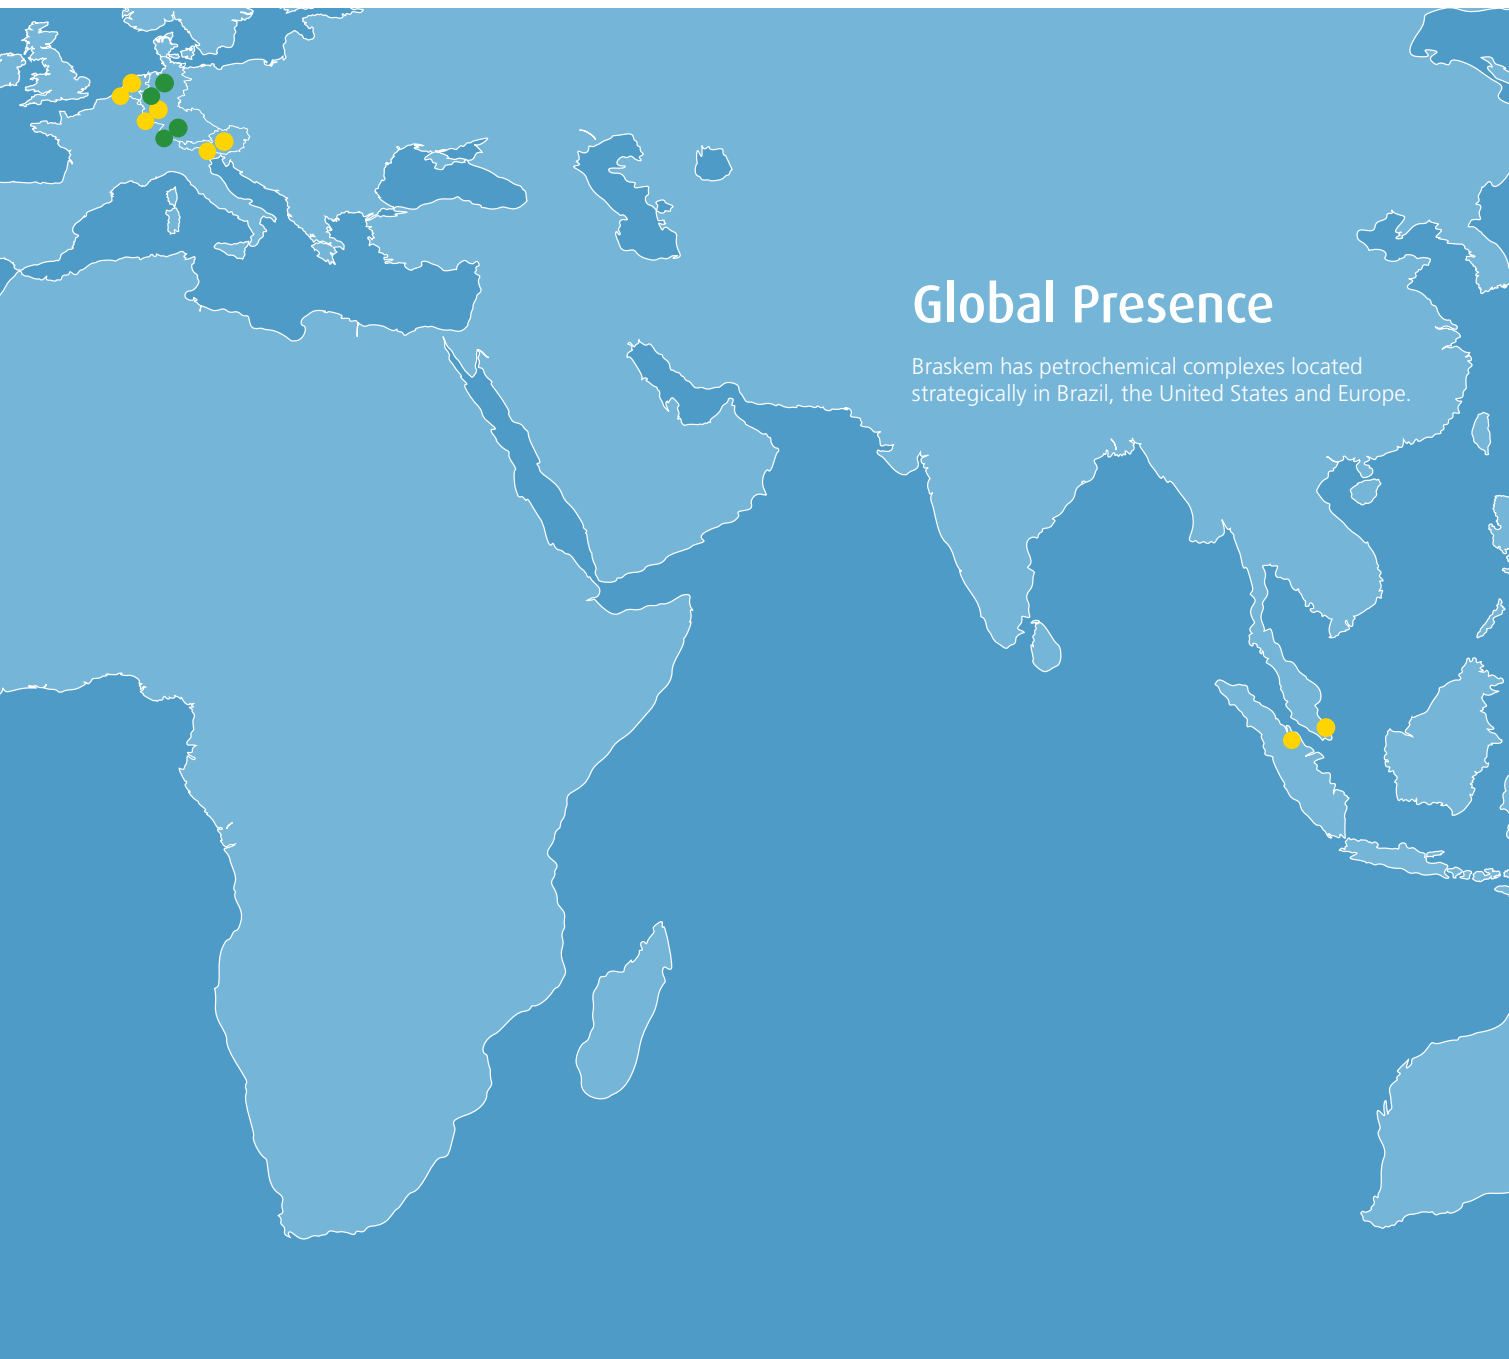 Global Presence
Braskem has petrochemical complexes located
strategically in Brazil, the United States and Europe.